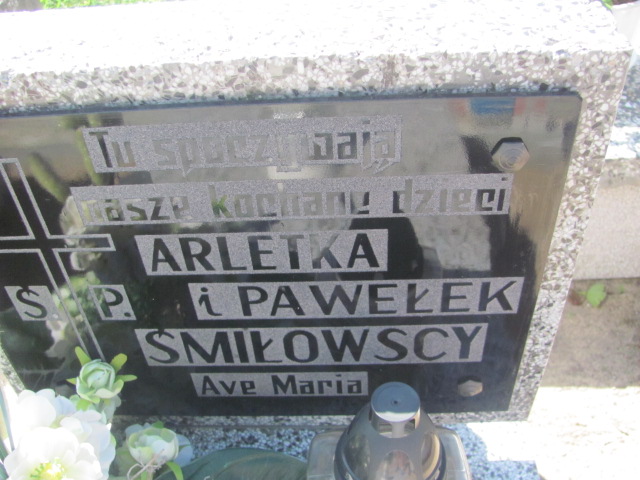 Tu spoczywają
nasze kochane dzieci
ARLETKA
Ś. P. i PAWEŁEK
ŚMIŁOWSCY
Ave Maria